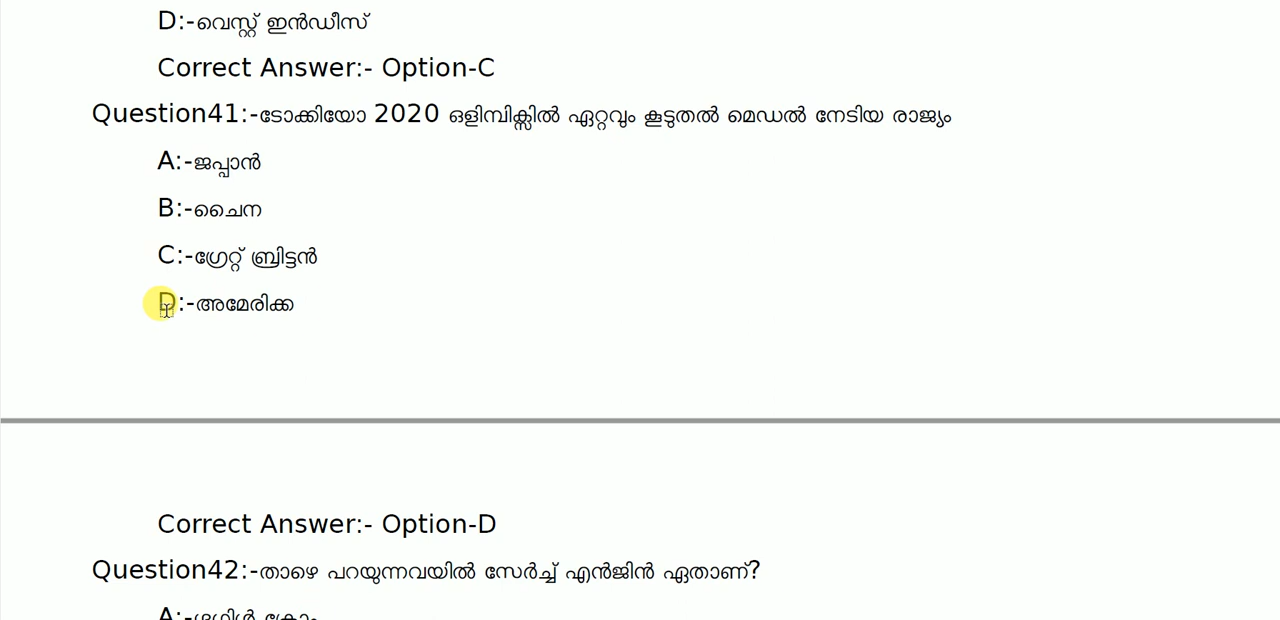 D:-വെസ്റ്റ് ഇൻഡീസ്
Correct Answer:- Option-C
Question41:-ടോക്കിയോ 2020 ഒളിമ്പിക്സിൽ ഏറ്റവും കൂടുതൽ മെഡൽ നേടിയ രാജ്യം
A:-ജപ്പാൻ
B:-ചൈന
C:-ഗ്രേറ്റ് ബ്രിട്ടൻ
D:-അമേരിക്ക
Correct Answer:- Option-D
Question42:-താഴെ പറയുന്നവയിൽ സേർച്ച് എൻജിൻ ഏതാണ്?
A:-ഗൂഗിൾ ക്രോം